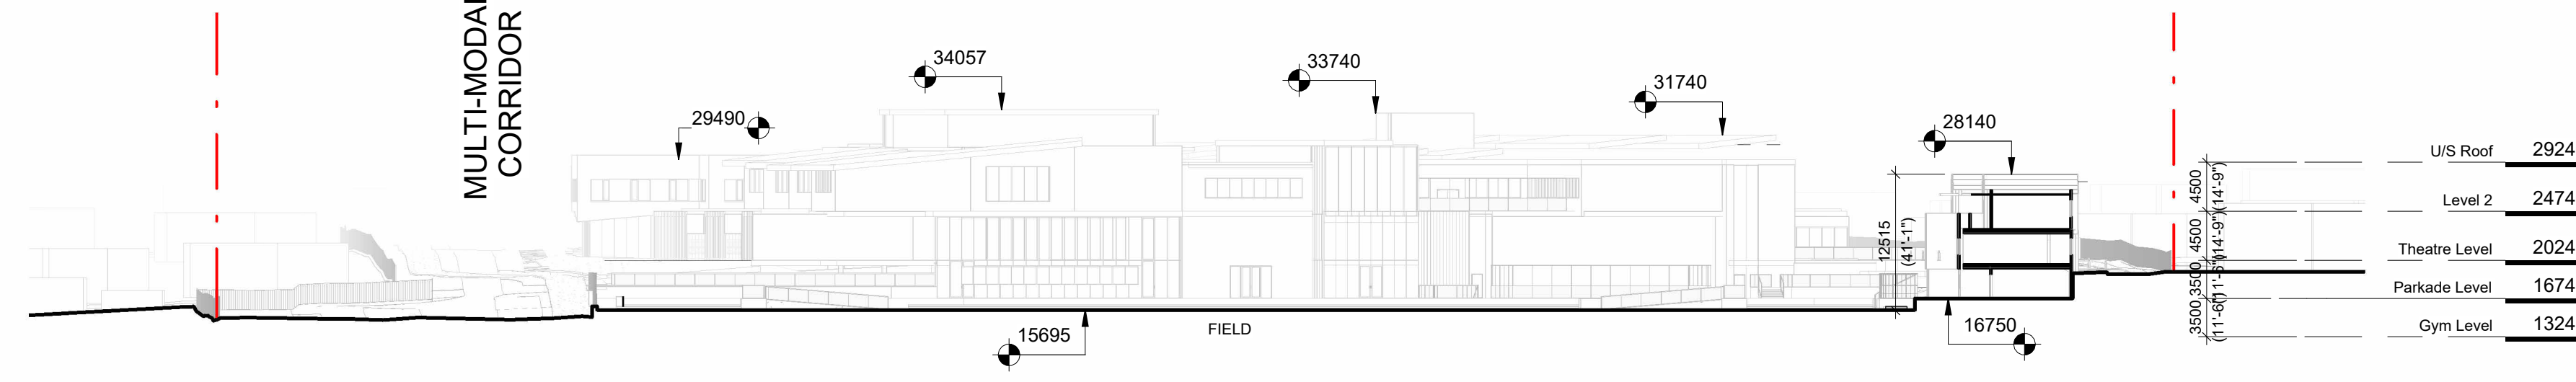 MULTI-MODAL
CORRIDOR
29490
34057
33740
31740
28140
12515
(41'-1")
15695
FIELD
16750
4500
(14'-9")
4500
(14'-9")
3500
(11'-6")
3500
(11'-6")
U/S Roof 2924
Level 2 2474
Theatre Level 2024
Parkade Level 1674
Gym Level 1324